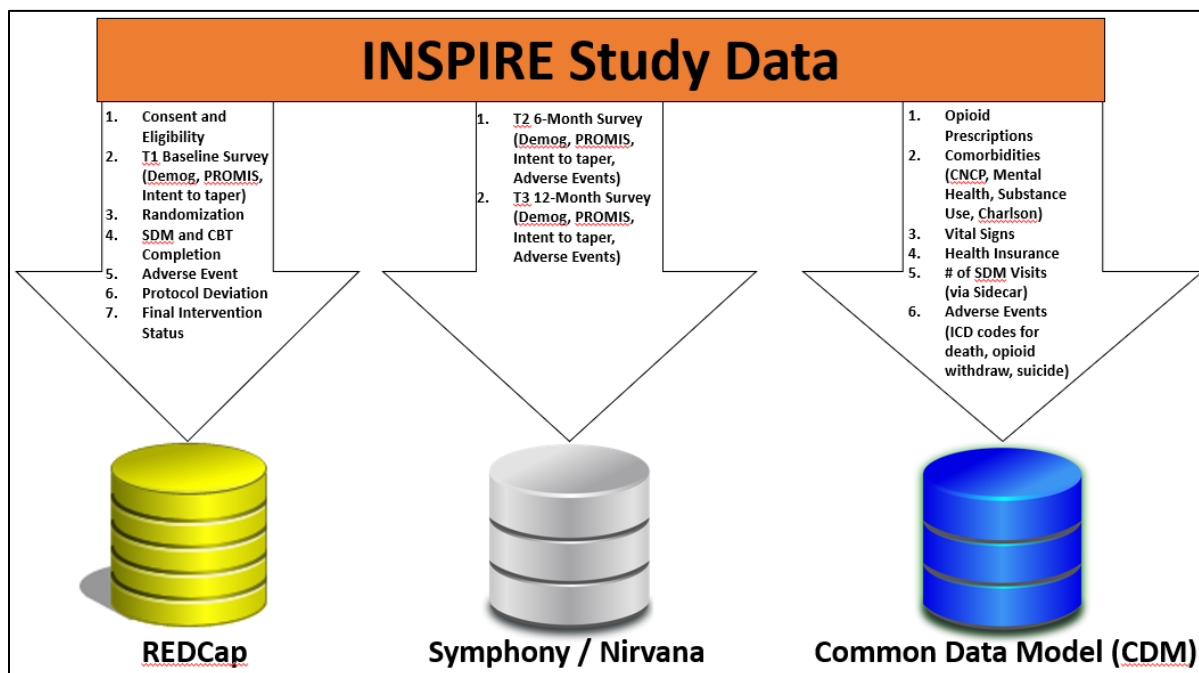 INSPIRE Study Data
1. Consent and
Eligibility
2. T1 Baseline Survey
(Demog, PROMIS,
Intent to taper)
3. Randomization
4. SDM and CBT
Completion
5. Adverse Event
6. Protocol Deviation
7. Final Intervention
Status
1. T2 6-Month Survey
(Demog, PROMIS,
Intent to taper,
Adverse Events)
2. T3 12-Month Survey
(Demog, PROMIS,
Intent to taper,
Adverse Events)
1. Opioid
Prescriptions
2. Comorbidities
(CNCP, Mental
Health, Substance
Use, Charlson)
3. Vital Signs
4. Health Insurance
5. # of SDM Visits
(via Sidecar)
6. Adverse Events
(ICD codes for
death, opioid
withdraw, suicide)
REDCap
Symphony / Nirvana
Common Data Model (CDM)